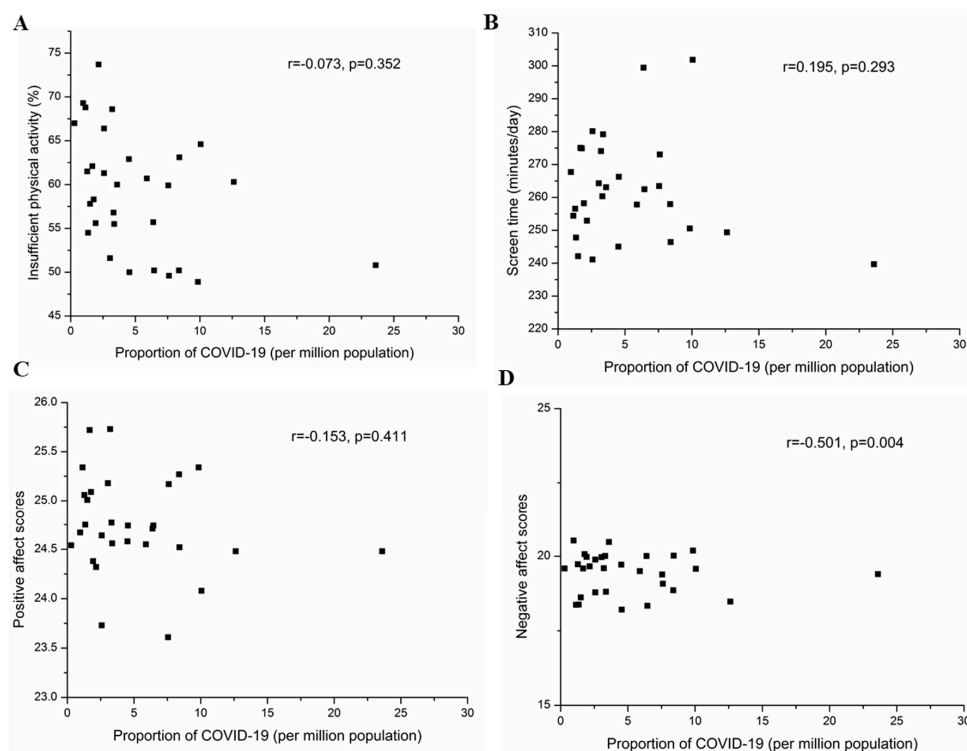 A
r=-0.073, p=0.352
Insufficient physical activity (%)
75
70
65
60
55
50
45
0 5 10 15 20 25 30
Proportion of COVID-19 (per million population)
B
r=0.195, p=0.293
Screen time (minutes/day)
310
300
290
280
270
260
250
240
230
220
0 5 10 15 20 25 30
Proportion of COVID-19 (per million population)
C
r=-0.153, p=0.411
Positive affect scores
26.0
25.5
25.0
24.5
24.0
23.5
23.0
0 5 10 15 20 25 30
Proportion of COVID-19 (per million population)
D
r=-0.501, p=0.004
Negative affect scores
25
20
15
0 5 10 15 20 25 30
Proportion of COVID-19 (per million population)